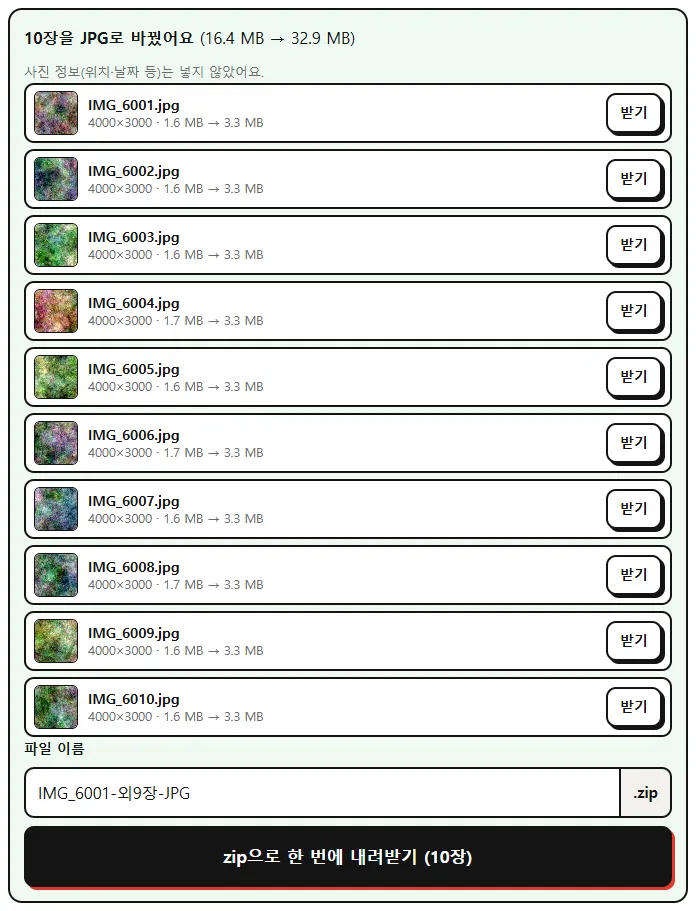 10장을 JPG로 바꿨어요 (16.4 MB → 32.9 MB)
사진 정보(위치·날짜 등)는 넣지 않았어요.
IMG_6001.jpg
4000×3000 · 1.6 MB → 3.3 MB
받기
IMG_6002.jpg
4000×3000 · 1.6 MB → 3.3 MB
받기
IMG_6003.jpg
4000×3000 · 1.6 MB → 3.3 MB
받기
IMG_6004.jpg
4000×3000 · 1.7 MB → 3.3 MB
받기
IMG_6005.jpg
4000×3000 · 1.6 MB → 3.3 MB
받기
IMG_6006.jpg
4000×3000 · 1.7 MB → 3.3 MB
받기
IMG_6007.jpg
4000×3000 · 1.6 MB → 3.3 MB
받기
IMG_6008.jpg
4000×3000 · 1.7 MB → 3.3 MB
받기
IMG_6009.jpg
4000×3000 · 1.6 MB → 3.3 MB
받기
IMG_6010.jpg
4000×3000 · 1.6 MB → 3.3 MB
받기
파일 이름
IMG_6001-외9장-JPG .zip
zip으로 한 번에 내려받기 (10장)